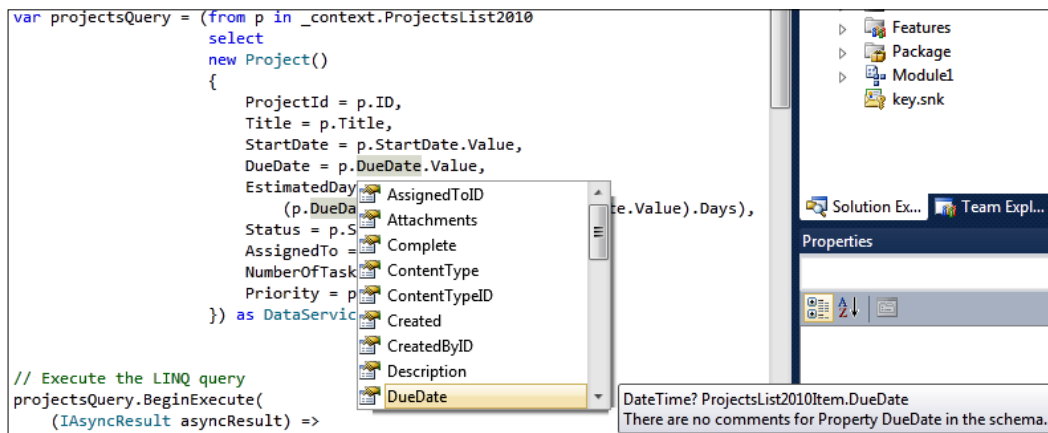 var projectsQuery = (from p in _context.ProjectsList2010
select
new Project()
{
ProjectId = p.ID,
Title = p.Title,
StartDate = p.StartDate.Value,
DueDate = p.DueDate.Value,
EstimatedDay
(p.DueDa te.Value).Days),
Status = p.S
AssignedTo =
NumberOfTask
Priority = p
}) as DataServic
// Execute the LINQ query
projectsQuery.BeginExecute(
(IAsyncResult asyncResult) =>
AssignedToID
Attachments
Complete
ContentType
ContentTypeID
Created
CreatedByID
Description
DueDate
DateTime? ProjectsList2010Item.DueDate
There are no comments for Property DueDate in the schema.
Features
Package
Module1
key.snk
Solution Ex... Team Expl...
Properties